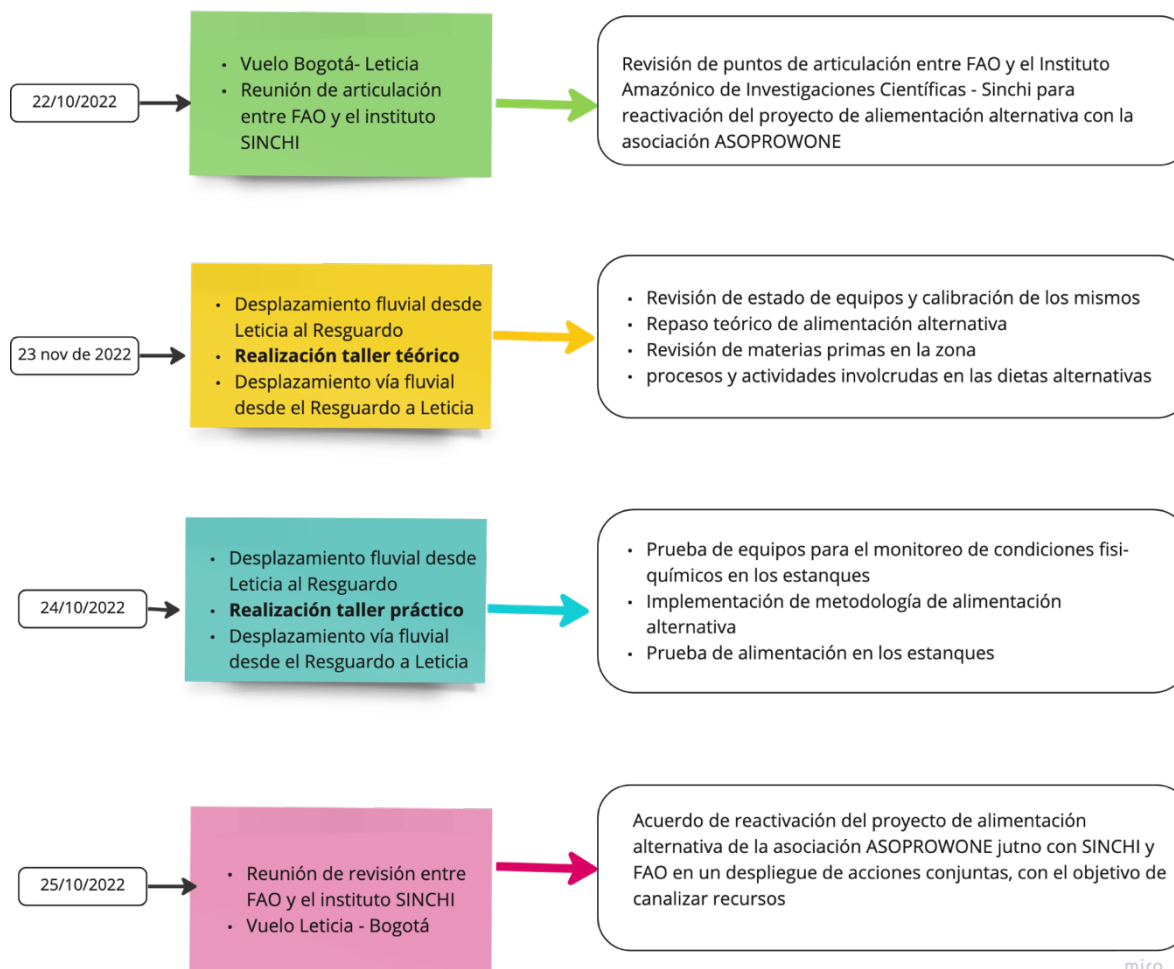 22/10/2022
• Vuelo Bogotá- Leticia
• Reunión de articulación
entre FAO y el instituto
SINCHI
Revisión de puntos de articulación entre FAO y el Instituto
Amazónico de Investigaciones Científicas - Sinchi para
reactivación del proyecto de aliementación alternativa con la
asociación ASOPROWONE
23 nov de 2022
• Desplazamiento fluvial desde
Leticia al Resguardo
• Realización taller téórico
• Desplazamiento vía fluvial
desde el Resguardo a Leticia
• Revisión de estado de equipos y calibración de los mismos
• Repaso teórico de alimentación alternativa
• Revisión de materias primas en la zona
• procesos y actividades involcrudas en las dietas alternativas
24/10/2022
• Desplazamiento fluvial desde
Leticia al Resguardo
• Realización taller práctico
• Desplazamiento vía fluvial
desde el Resguardo a Leticia
• Prueba de equipos para el monitoreo de condiciones fisi-
químicos en los estanques
• Implementación de metodología de alimentación
alternativa
• Prueba de alimentación en los estanques
25/10/2022
• Reunión de revisión entre
FAO y el instituto SINCHI
• Vuelo Leticia - Bogotá
Acuerdo de reactivación del proyecto de alimentación
alternativa de la asociación ASOPROWONE jutno con SINCHI y
FAO en un despliegue de acciones conjuntas, con el objetivo de
canalizar recursos
miro